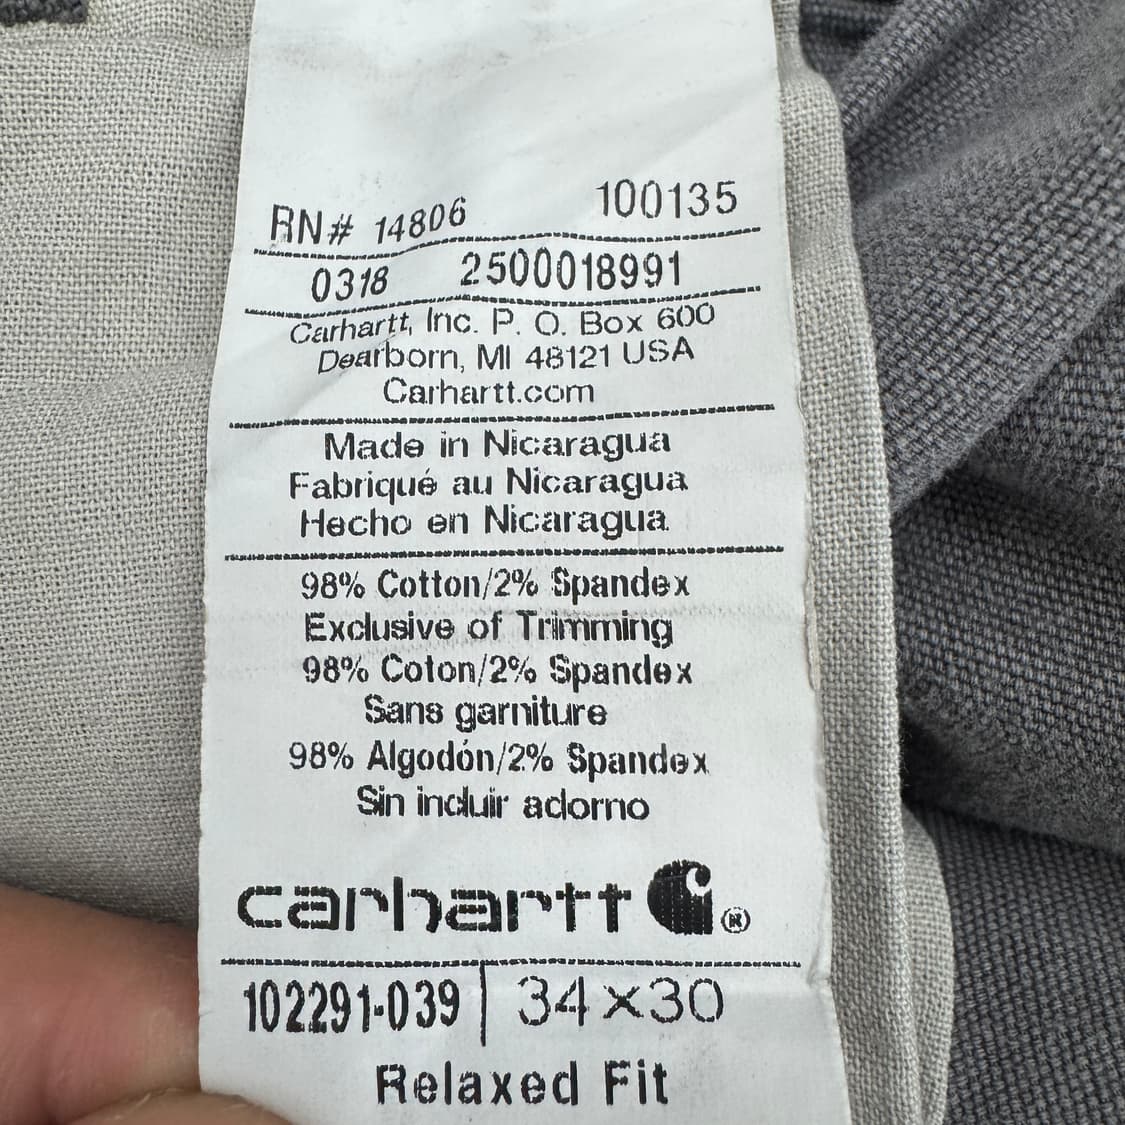 RN# 14806 100135
0318 2500018991
Carhartt, Inc. P. O. Box 600
Dearborn, MI 48121 USA
Carhartt.com
Made in Nicaragua
Fabriqué au Nicaragua
Hecho en Nicaragua
98% Cotton/2% Spandex
Exclusive of Trimming
98% Coton/2% Spandex
Sans garniture
98% Algodón/2% Spandex
Sin incluir adorno
carhartt ®
102291-039 | 34x30
Relaxed Fit